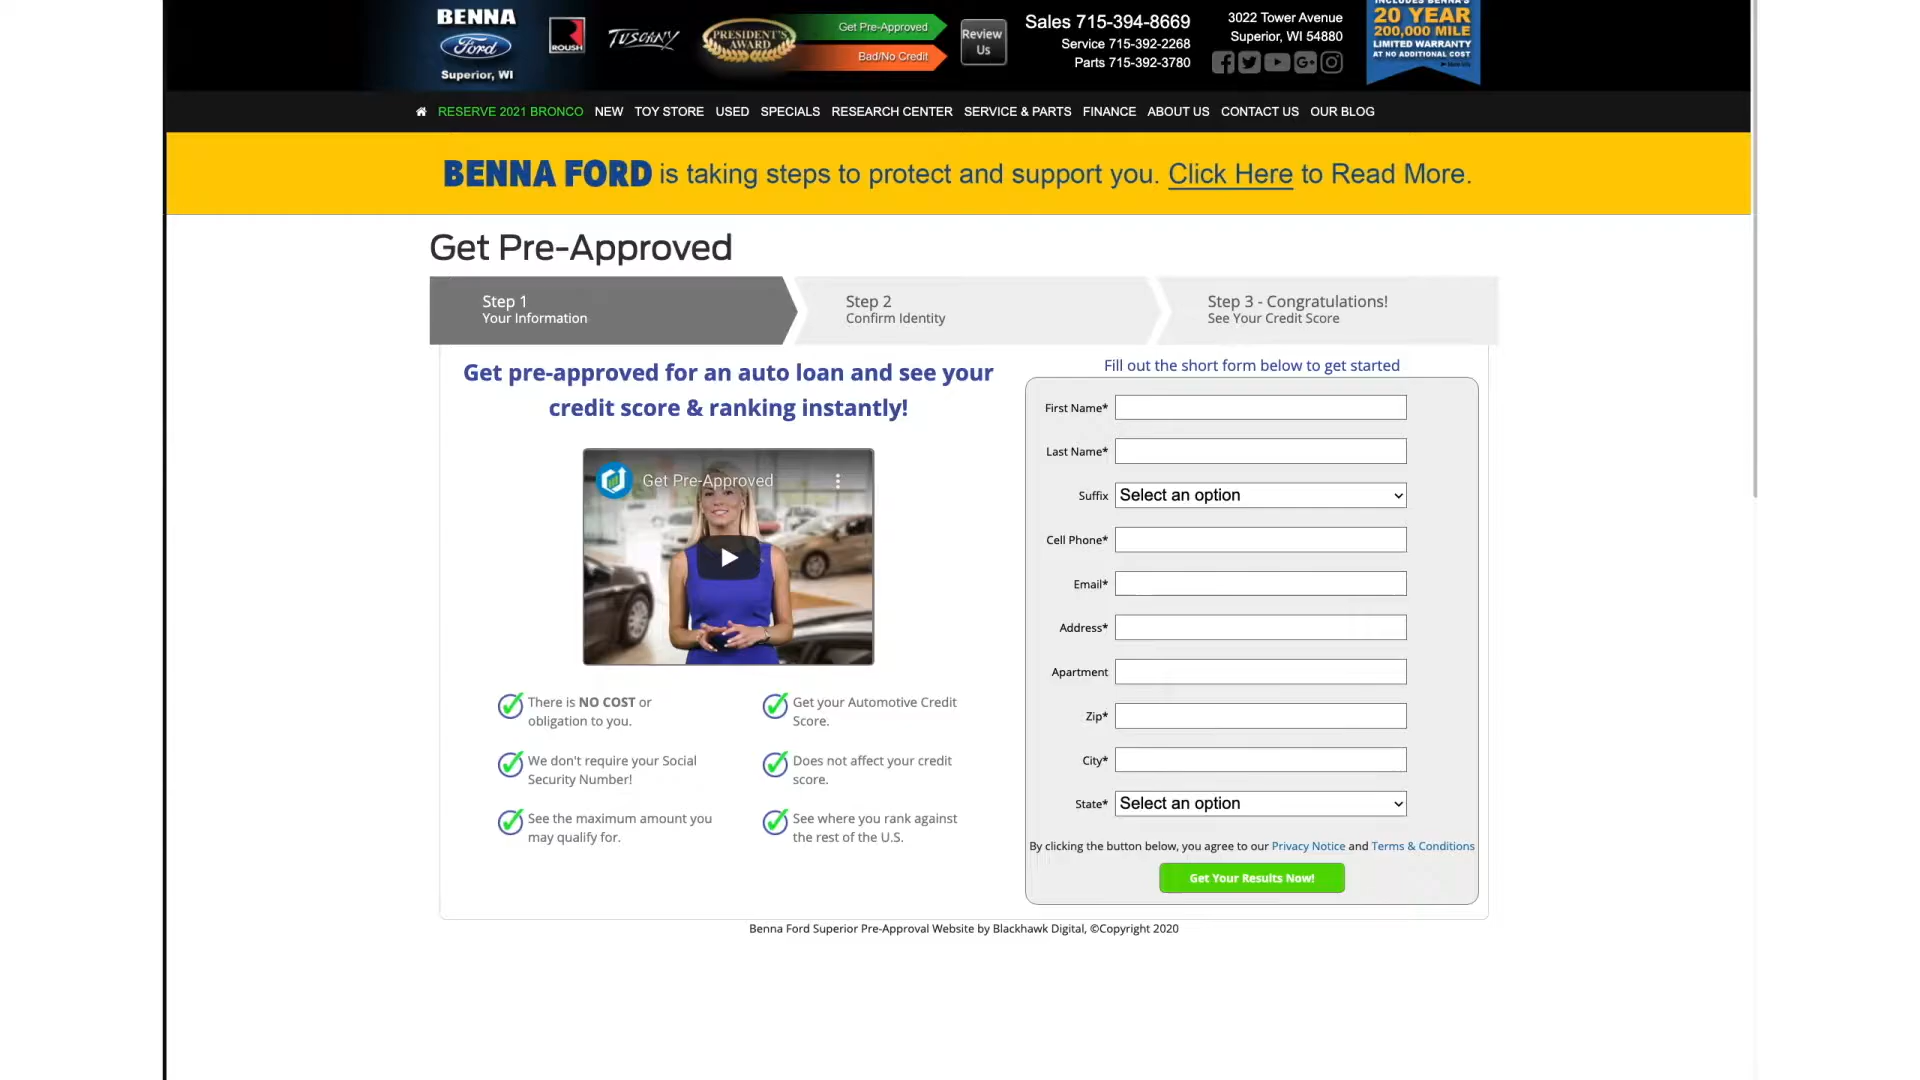 BENNA
Ford
Superior, WI
ROUSH
TUSCANY
PRESIDENT'S
AWARD
Get Pre-Approved
Bad/No Credit
Review
Us
Sales 715-394-8669
Service 715-392-2268
Parts 715-392-3780
3022 Tower Avenue
Superior, WI 54880
INCLUDES BENNA'S
20 YEAR
200,000 MILE
LIMITED WARRANTY
AT NO ADDITIONAL COST
RESERVE 2021 BRONCO NEW TOY STORE USED SPECIALS RESEARCH CENTER SERVICE & PARTS FINANCE ABOUT US CONTACT US OUR BLOG
BENNA FORD is taking steps to protect and support you. Click Here to Read More.
Get Pre-Approved
Step 1
Your Information
Step 2
Confirm Identity
Step 3 - Congratulations!
See Your Credit Score
Get pre-approved for an auto loan and see your
credit score & ranking instantly!
Get Pre-Approved
There is NO COST or
obligation to you.
Get your Automotive Credit
Score.
We don't require your Social
Security Number!
Does not affect your credit
score.
See the maximum amount you
may qualify for.
See where you rank against
the rest of the U.S.
Fill out the short form below to get started
First Name*
Last Name*
Suffix Select an option
Cell Phone*
Email*
Address*
Apartment
Zip*
City*
State* Select an option
By clicking the button below, you agree to our Privacy Notice and Terms & Conditions
Get Your Results Now!
Benna Ford Superior Pre-Approval Website by Blackhawk Digital, ©Copyright 2020